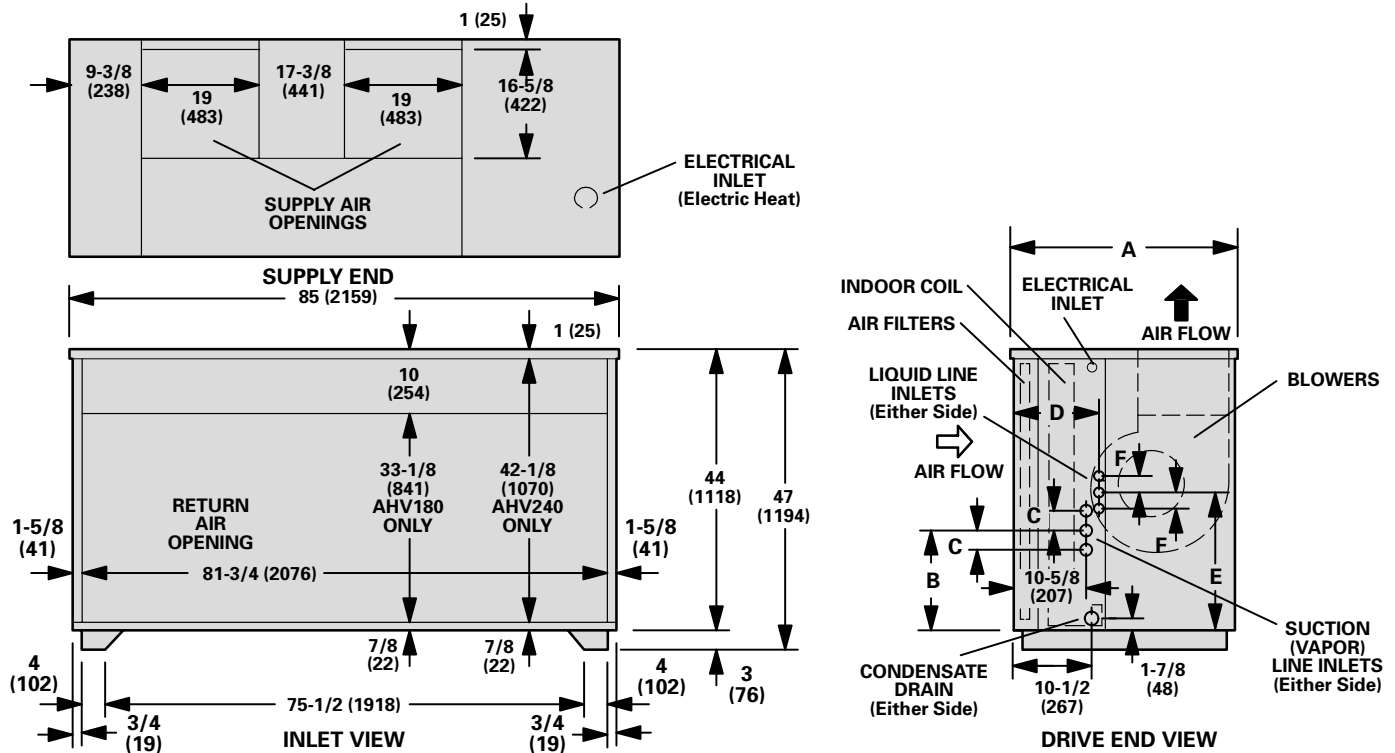 1 (25)
9-3/8
(238)
19
(483)
17-3/8
(441)
19
(483)
16-5/8
(422)
SUPPLY AIR
OPENINGS
ELECTRICAL
INLET
(Electric Heat)
SUPPLY END
85 (2159)
1 (25)
10
(254)
33-1/8
(841)
AHV180
ONLY
42-1/8
(1070)
AHV240
ONLY
RETURN
AIR
OPENING
44
(1118)
47
(1194)
1-5/8
(41)
1-5/8
(41)
81-3/4 (2076)
7/8
(22)
7/8
(22)
4
(102)
4
(102)
3
(76)
75-1/2 (1918)
3/4
(19)
3/4
(19)
INLET VIEW
A
INDOOR COIL
ELECTRICAL
INLET
AIR FILTERS
AIR FLOW
LIQUID LINE
INLETS
(Either Side)
BLOWERS
D
AIR FLOW
F
C
C
F
B
E
10-5/8
(207)
CONDENSATE
DRAIN
(Either Side)
10-1/2
(267)
1-7/8
(48)
SUCTION
(VAPOR)
LINE INLETS
(Either Side)
DRIVE END VIEW